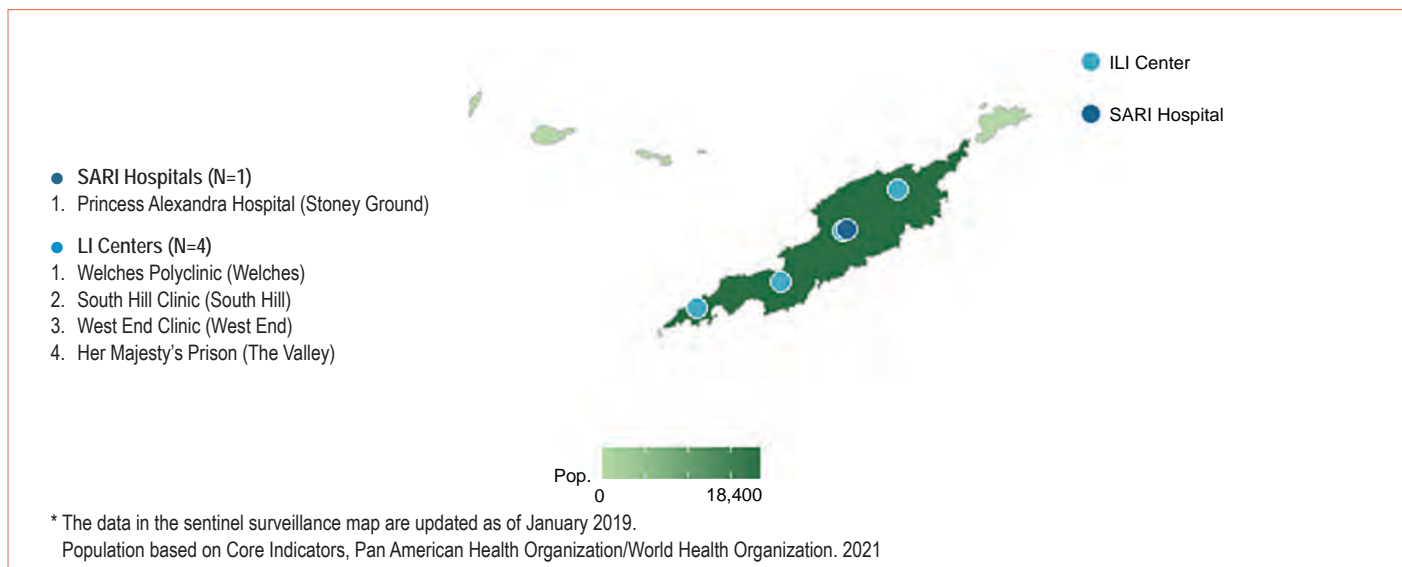 ILI Center
SARI Hospital
SARI Hospitals (N=1)
1. Princess Alexandra Hospital (Stoney Ground)
LI Centers (N=4)
1. Welches Polyclinic (Welches)
2. South Hill Clinic (South Hill)
3. West End Clinic (West End)
4. Her Majesty's Prison (The Valley)
Pop.
0 18,400
* The data in the sentinel surveillance map are updated as of January 2019.
Population based on Core Indicators, Pan American Health Organization/World Health Organization. 2021